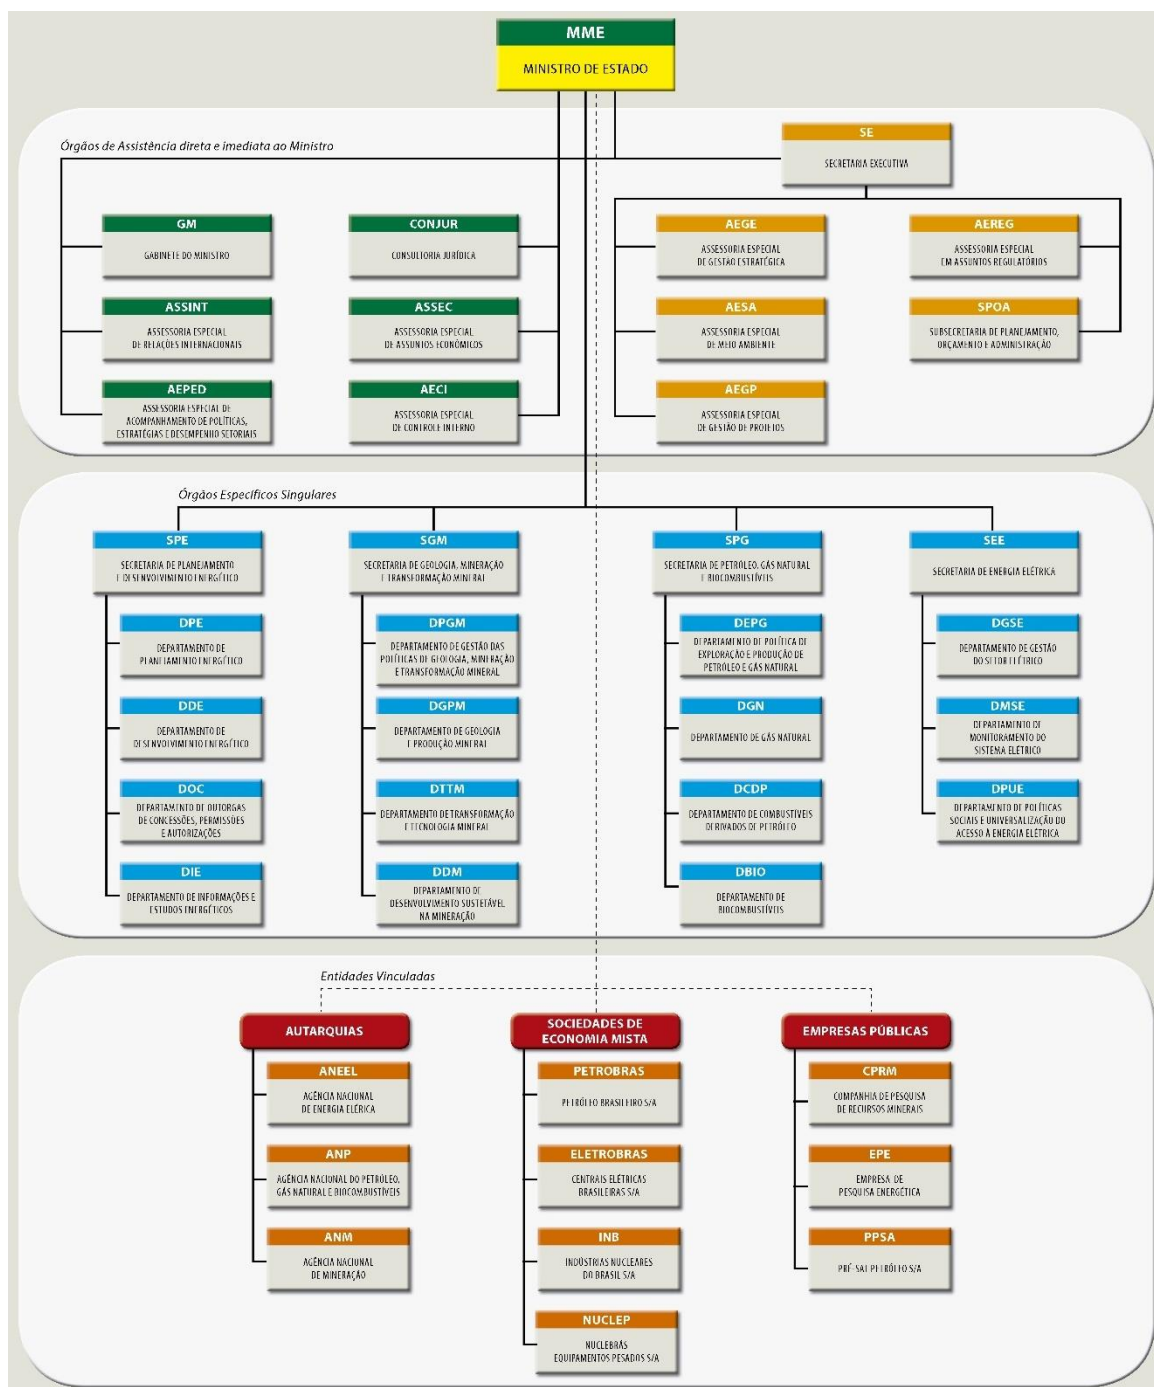 MME
MINISTRO DE ESTADO
Órgãos de Assistência direta e imediata ao Ministro
SE
SECRETARIA EXECUTIVA
GM
GABINETE DO MINISTRO
CONJUR
CONSULTORIA JURÍDICA
AEGE
ASSESSORIA ESPECIAL
DE GESTÃO ESTRATÉGICA
AEREG
ASSESSORIA ESPECIAL
EM ASSUNTOS REGULATÓRIOS
ASSINT
ASSESSORIA ESPECIAL
DE RELAÇÕES INTERNACIONAIS
ASSEC
ASSESSORIA ESPECIAL
DE ASSUNTOS ECONÔMICOS
AESA
ASSESSORIA ESPECIAL
DE MEIO AMBIENTE
SPOA
SUBSECRETARIA DE PLANEJAMENTO,
ORÇAMENTO E ADMINISTRAÇÃO
AEPED
ASSESSORIA ESPECIAL DE
ACOMPANHAMENTO DE POLÍTICAS,
ESTRATÉGIAS E DESEMPENHO SETORIAIS
AECI
ASSESSORIA ESPECIAL
DE CONTROLE INTERNO
AEGP
ASSESSORIA ESPECIAL
DE GESTÃO DE PROJETOS
Órgãos Específicos Singulares
SPE
SECRETARIA DE PLANEJAMENTO
E DESENVOLVIMENTO ENERGÉTICO
SGM
SECRETARIA DE GEOLOGIA, MINERAÇÃO
E TRANSFORMAÇÃO MINERAL
SPG
SECRETARIA DE PETRÓLEO, GÁS NATURAL
E BIOCOMBUSTÍVEIS
SEE
SECRETARIA DE ENERGIA ELÉTRICA
DPE
DEPARTAMENTO DE
PLANEJAMENTO ENERGÉTICO
DPGM
DEPARTAMENTO DE GESTÃO DAS
POLÍTICAS DE GEOLOGIA, MINERAÇÃO
E TRANSFORMAÇÃO MINERAL
DEPG
DEPARTAMENTO DE POLÍTICA DE
EXPLORAÇÃO E PRODUÇÃO DE
PETRÓLEO E GÁS NATURAL
DGSE
DEPARTAMENTO DE GESTÃO
DO SETOR ELÉTRICO
DDE
DEPARTAMENTO DE
DESENVOLVIMENTO ENERGÉTICO
DGPM
DEPARTAMENTO DE GEOLOGIA
E PRODUÇÃO MINERAL
DGN
DEPARTAMENTO DE GÁS NATURAL
DMSE
DEPARTAMENTO DE
MONITORAMENTO DO
SISTEMA ELÉTRICO
DOC
DEPARTAMENTO DE OUTORGAS
DE CONCESSÕES, PERMISSÕES
E AUTORIZAÇÕES
DTTM
DEPARTAMENTO DE TRANSFORMAÇÃO
E TECNOLOGIA MINERAL
DCDP
DEPARTAMENTO DE COMBUSTÍVEIS
DERIVADOS DE PETRÓLEO
DPUE
DEPARTAMENTO DE POLÍTICAS
SOCIAIS E UNIVERSALIZAÇÃO DO
ACESSO À ENERGIA ELÉTRICA
DIE
DEPARTAMENTO DE INFORMAÇÕES E
ESTUDOS ENERGÉTICOS
DDM
DEPARTAMENTO DE
DESENVOLVIMENTO SUSTETÁVEL
NA MINERAÇÃO
DBIO
DEPARTAMENTO DE
BIOCOMBUSTÍVEIS
Entidades Vinculadas
AUTARQUIAS
SOCIEDADES DE
ECONOMIA MISTA
EMPRESAS PÚBLICAS
ANEEL
AGÊNCIA NACIONAL
DE ENERGIA ELÉRICA
PETROBRAS
PETRÓLEO BRASILEIRO S/A
CPRM
COMPANHIA DE PESQUISA
DE RECURSOS MINERAIS
ANP
AGÊNCIA NACIONAL DO PETRÓLEO,
GÁS NATURAL E BIOCOMBUSTÍVEIS
ELETROBRAS
CENTRAIS ELÉTRICAS
BRASILEIRAS S/A
EPE
EMPRESA DE
PESQUISA ENERGÉTICA
ANM
AGÊNCIA NACIONAL
DE MINERAÇÃO
INB
INDÚSTRIAS NUCLEARES
DO BRASIL S/A
PPSA
PRÉ-SAL PETRÓLEO S/A
NUCLEP
NUCLEBRÁS
EQUIPAMENTOS PESADOS S/A